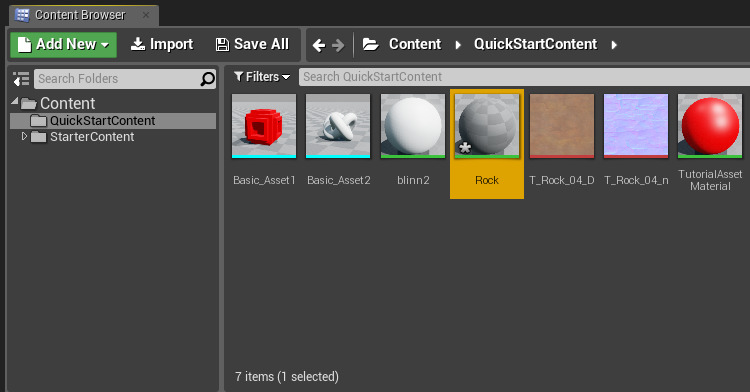 Content Browser
Add New Import Save All Content QuickStartContent
Search Folders
Filters Search QuickStartContent
Content
QuickStartContent
StarterContent
Basic_Asset1 Basic_Asset2 blinn2 Rock T_Rock_04_D T_Rock_04_n TutorialAsset
Material
7 items (1 selected)